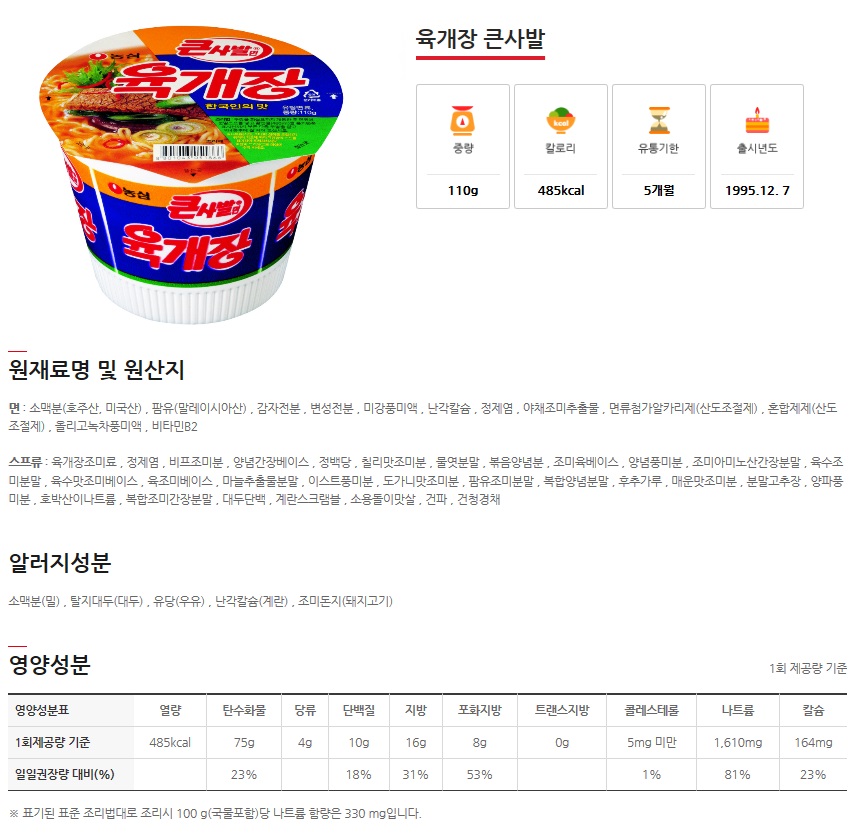 큰사발면
농심
육개장
한국인의 맛
유탕면류
중량:110g
농심
큰사발면
육개장
육개장 큰사발
중량 칼로리 유통기한 출시년도
kcal
110g 485kcal 5개월 1995.12. 7
원재료명 및 원산지
면 : 소맥분(호주산, 미국산) , 팜유(말레이시아산) , 감자전분 , 변성전분 , 미강풍미액 , 난각칼슘 , 정제염 , 야채조미추출물 , 면류첨가알카리제(산도조절제) , 혼합제제(산도
조절제) , 올리고녹차풍미액 , 비타민B2
스프류 : 육개장조미료 , 정제염 , 비프조미분 , 양념간장베이스 , 정백당 , 칠리맛조미분 , 물엿분말 , 볶음양념분 , 조미육베이스 , 양념풍미분 , 조미아미노산간장분말 , 육수조
미분말 , 육수맛조미베이스 , 육조미베이스 , 마늘추출물분말 , 이스트풍미분 , 도가니맛조미분 , 팜유조미분말 , 복합양념분말 , 후추가루 , 매운맛조미분 , 분말고추장 , 양파풍
미분 , 호박산이나트륨 , 복합조미간장분말 , 대두단백 , 계란스크램블 , 소용돌이맛살 , 건파 , 건청경채
알러지성분
소맥분(밀) , 탈지대두(대두) , 유당(우유) , 난각칼슘(계란) , 조미돈지(돼지고기)
영양성분
1회 제공량 기준
영양성분표 열량 탄수화물 당류 단백질 지방 포화지방 트랜스지방 콜레스테롤 나트륨 칼슘
1회제공량 기준 485kcal 75g 4g 10g 16g 8g 0g 5mg 미만 1,610mg 164mg
일일권장량 대비(%) 23% 18% 31% 53% 1% 81% 23%
※ 표기된 표준 조리법대로 조리시 100 g(국물포함)당 나트륨 함량은 330 mg입니다.